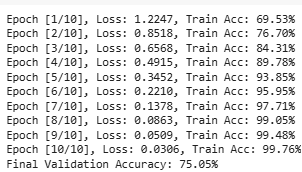 Epoch [1/10], Loss: 1.2247, Train Acc: 69.53%
Epoch [2/10], Loss: 0.8518, Train Acc: 76.70%
Epoch [3/10], Loss: 0.6568, Train Acc: 84.31%
Epoch [4/10], Loss: 0.4915, Train Acc: 89.78%
Epoch [5/10], Loss: 0.3452, Train Acc: 93.85%
Epoch [6/10], Loss: 0.2210, Train Acc: 95.95%
Epoch [7/10], Loss: 0.1378, Train Acc: 97.71%
Epoch [8/10], Loss: 0.0863, Train Acc: 99.05%
Epoch [9/10], Loss: 0.0509, Train Acc: 99.48%
Epoch [10/10], Loss: 0.0306, Train Acc: 99.76%
Final Validation Accuracy: 75.05%